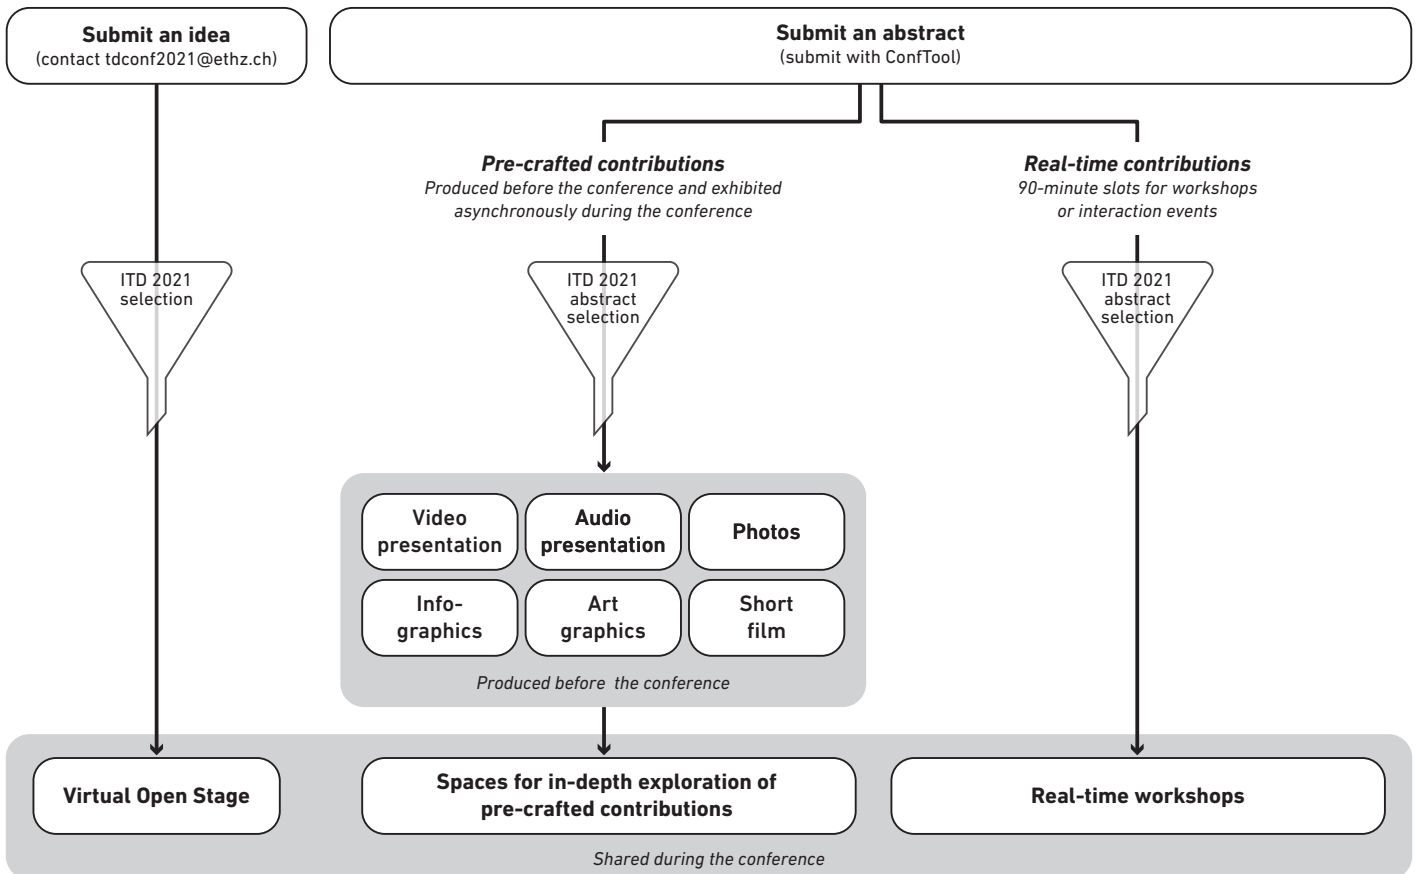 Submit an idea
(contact tdconf2021@ethz.ch)
Submit an abstract
(submit with ConfTool)
Pre-crafted contributions
Produced before the conference and exhibited
asynchronously during the conference
Real-time contributions
90-minute slots for workshops
or interaction events
ITD 2021
selection
ITD 2021
abstract
selection
ITD 2021
abstract
selection
Video
presentation
Audio
presentation
Photos
Info-
graphics
Art
graphics
Short
film
Produced before the conference
Virtual Open Stage
Spaces for in-depth exploration of
pre-crafted contributions
Real-time workshops
Shared during the conference